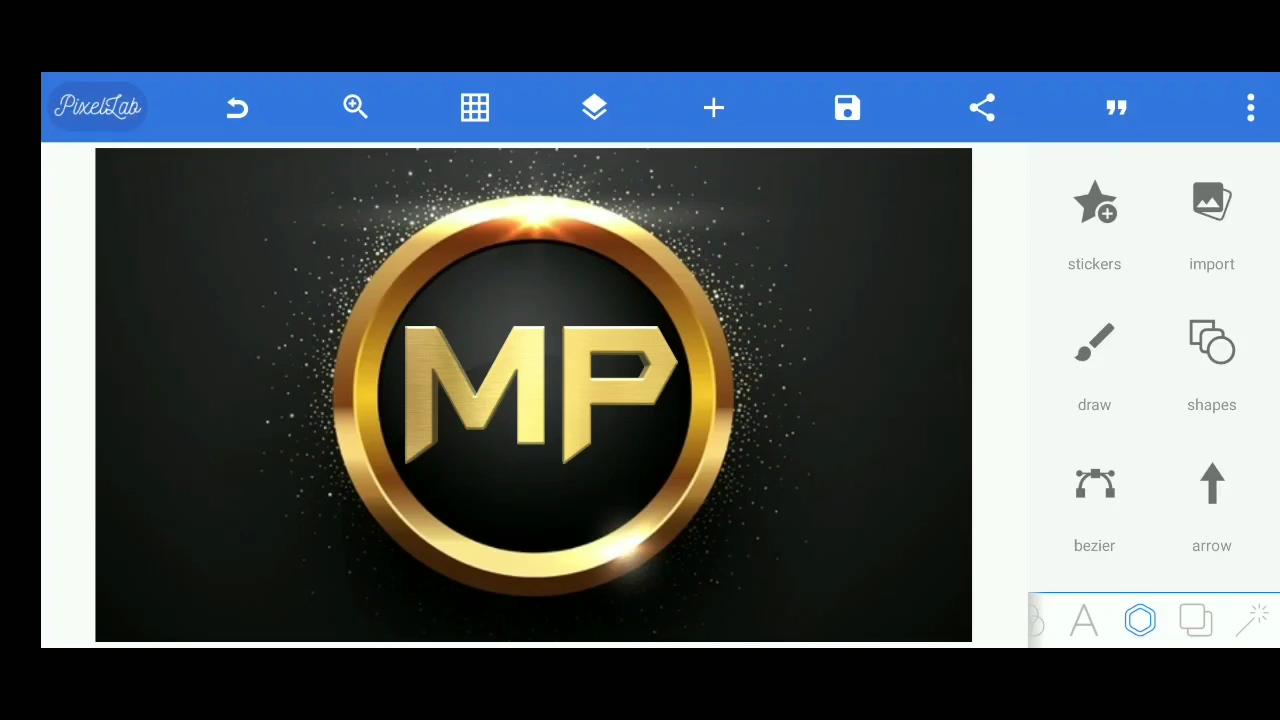 PixelLab
MP
stickers
import
draw
shapes
bezier
arrow